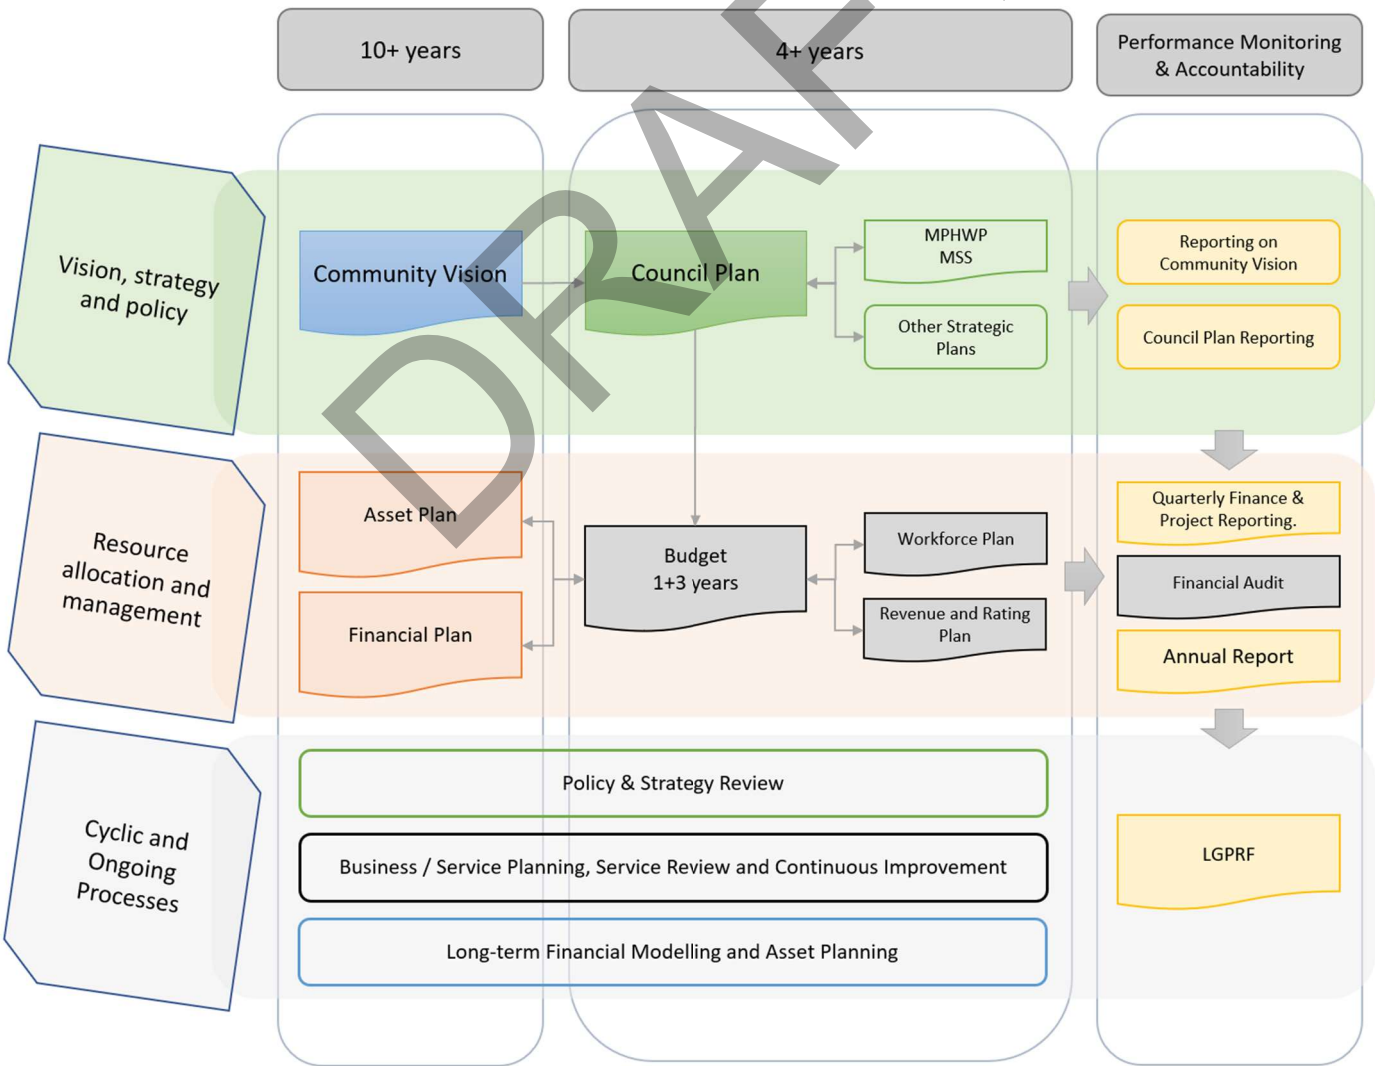 10+ years
4+ years
Performance Monitoring
& Accountability
Vision, strategy
and policy
Community Vision
Council Plan
MPHWP
MSS
Other Strategic
Plans
Reporting on
Community Vision
Council Plan Reporting
Resource
allocation and
management
Asset Plan
Financial Plan
Budget
1+3 years
Workforce Plan
Revenue and Rating
Plan
Quarterly Finance &
Project Reporting.
Financial Audit
Annual Report
Cyclic and
Ongoing
Processes
Policy & Strategy Review
Business / Service Planning, Service Review and Continuous Improvement
Long-term Financial Modelling and Asset Planning
LGPRF
DRAF